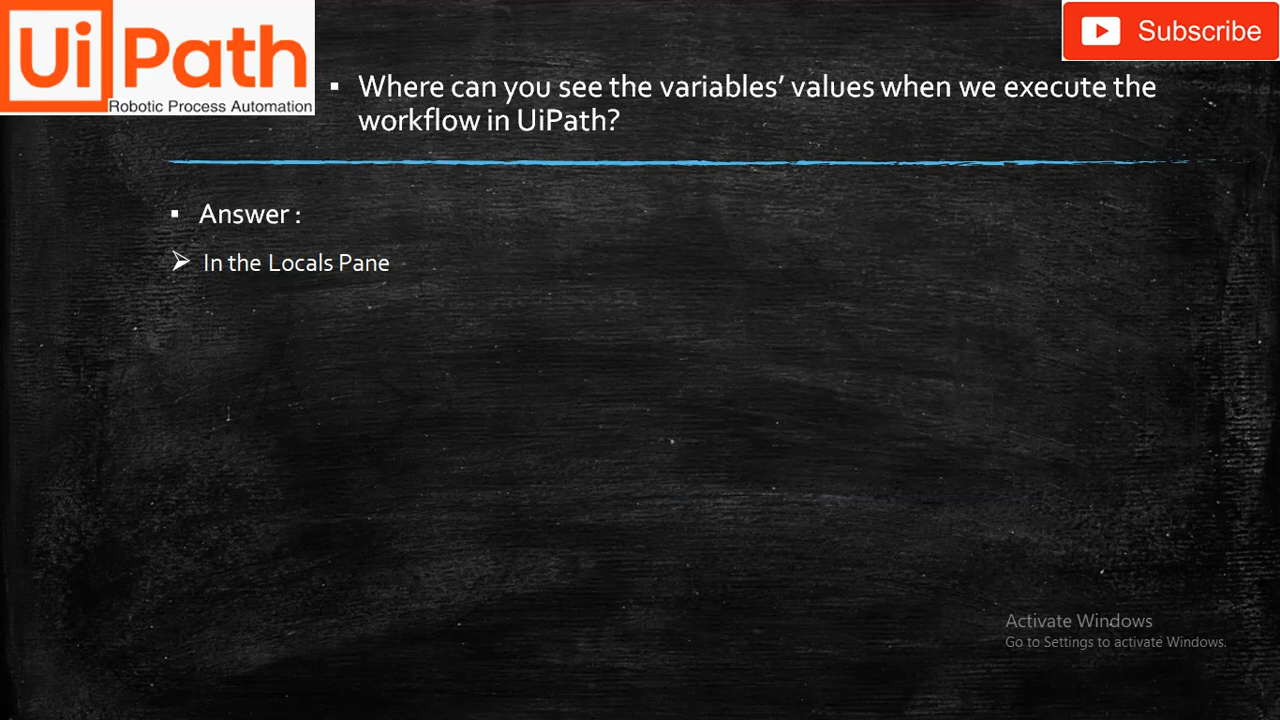 UiPath
Robotic Process Automation
Subscribe
▪ Where can you see the variables’ values when we execute the
workflow in UiPath?
▪ Answer :
➢ In the Locals Pane
Activate Windows
Go to Settings to activate Windows.